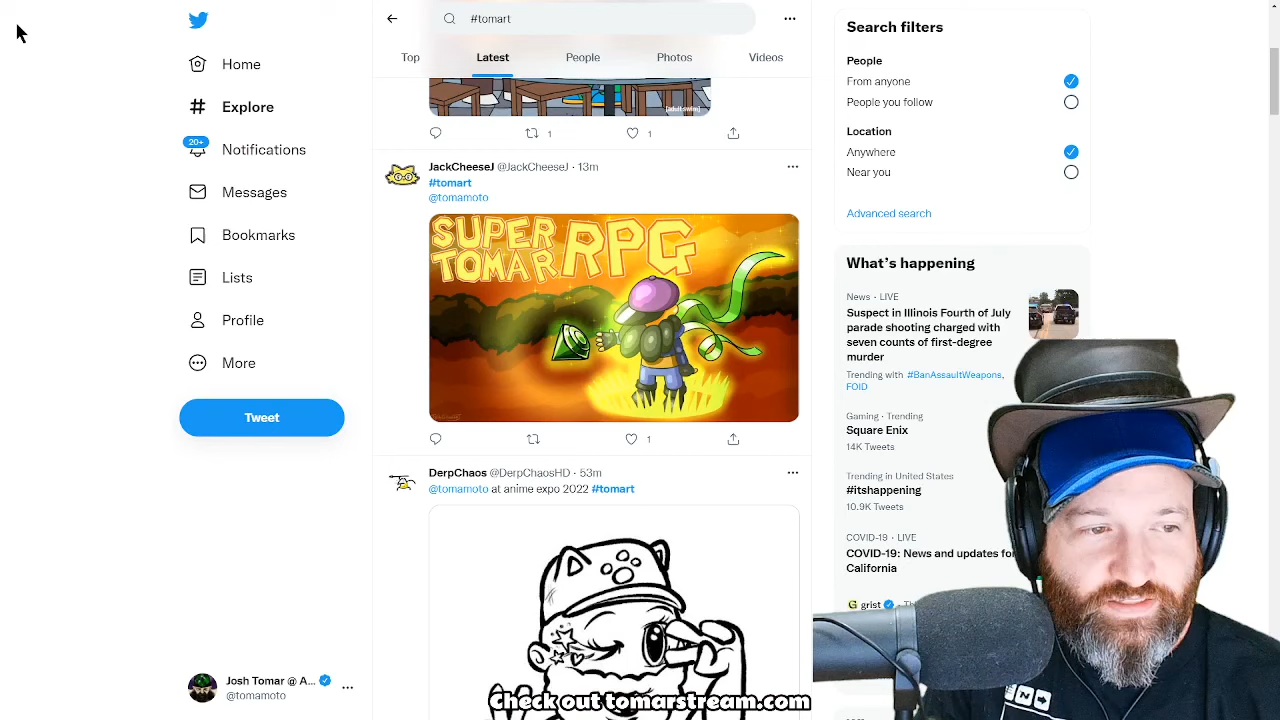 #tomart
Top
Latest
People
Photos
Videos
Home
Explore
20+
Notifications
Messages
Bookmarks
Lists
Profile
More
Tweet
Josh Tomar @ A...
@tomamoto
[adult swim]
1
1
JackCheeseJ @JackCheeseJ · 13m
#tomart
@tomamoto
SUPER
TOMAR RPG
1
DerpChaos @DerpChaosHD · 53m
@tomamoto at anime expo 2022 #tomart
Search filters
People
From anyone
People you follow
Location
Anywhere
Near you
Advanced search
What's happening
News · LIVE
Suspect in Illinois Fourth of July
parade shooting charged with
seven counts of first-degree
murder
Trending with #BanAssaultWeapons,
FOID
Gaming · Trending
Square Enix
14K Tweets
Trending in United States
#itshappening
10.9K Tweets
COVID-19 · LIVE
COVID-19: News and updates for
California
grist
Check out tomarstream.com